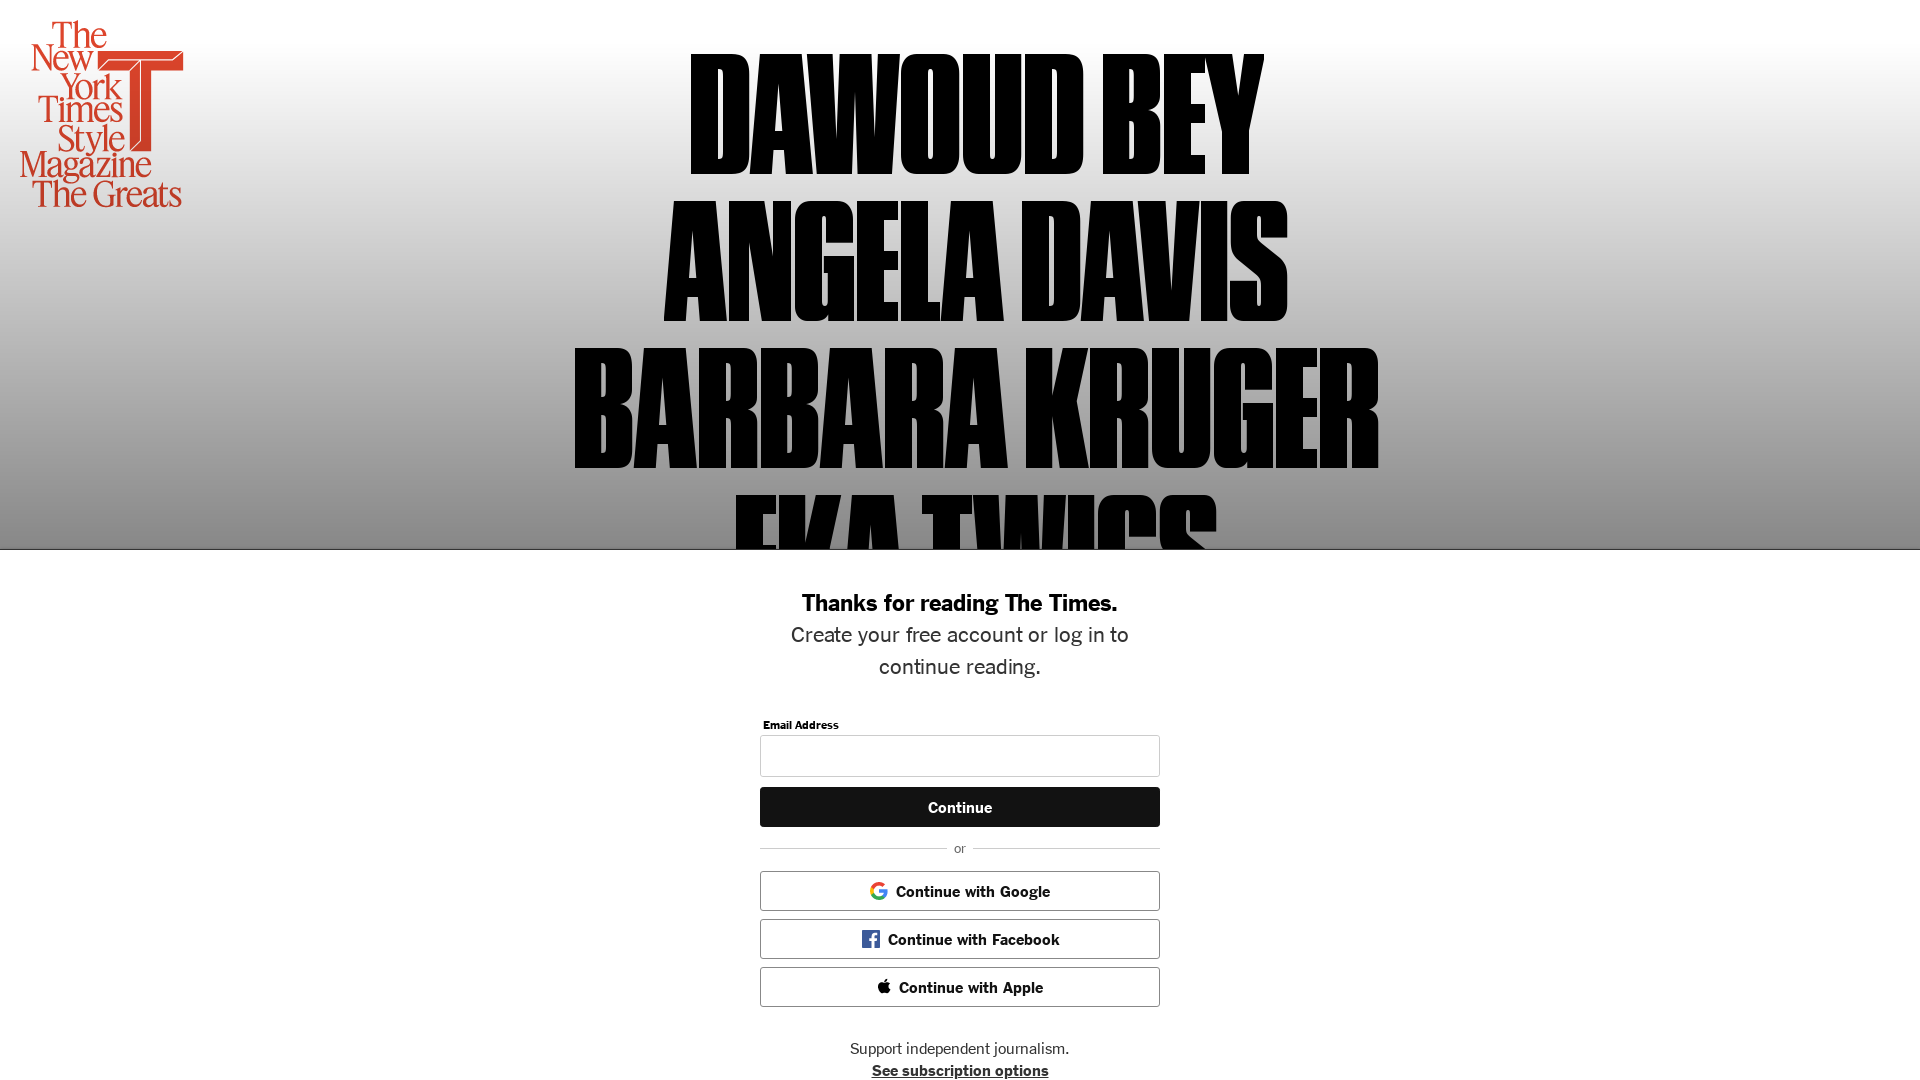 The
New
York
Times
Style
Magazine
The Greats
T
DAWOUD BEY
ANGELA DAVIS
BARBARA KRUGER
FKA TWIGS
Thanks for reading The Times.
Create your free account or log in to
continue reading.
Email Address
Continue
or
Continue with Google
Continue with Facebook
Continue with Apple
Support independent journalism.
See subscription options